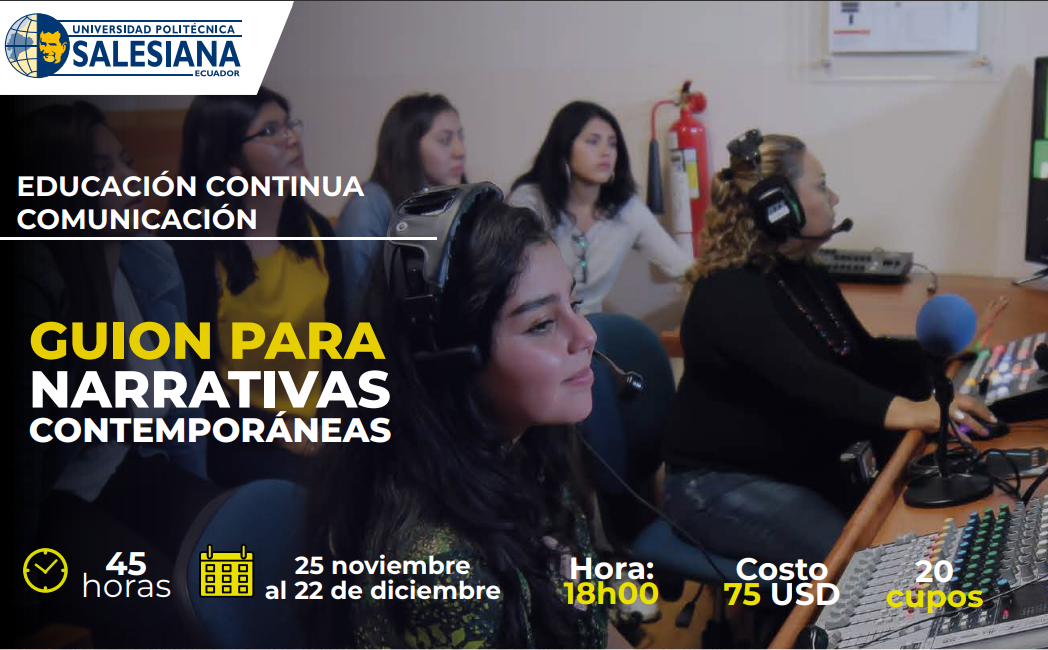 UNIVERSIDAD POLITÉCNICA
SALESIANA
ECUADOR
EDUCACIÓN CONTINUA
COMUNICACIÓN
GUION PARA
NARRATIVAS
CONTEMPORÁNEAS
45
horas
25 noviembre
al 22 de diciembre
Hora:
18h00
Costo
75 USD
20
cupos